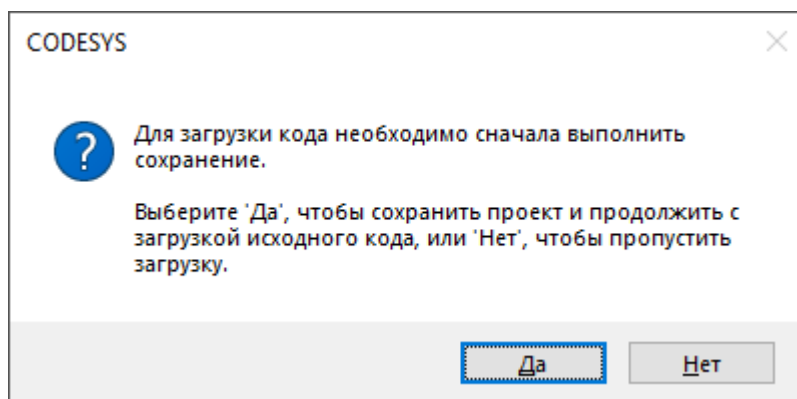 CODESYS
Для загрузки кода необходимо сначала выполнить
сохранение.
Выберите 'Да', чтобы сохранить проект и продолжить с
загрузкой исходного кода, или 'Нет', чтобы пропустить
загрузку.
Да
Нет